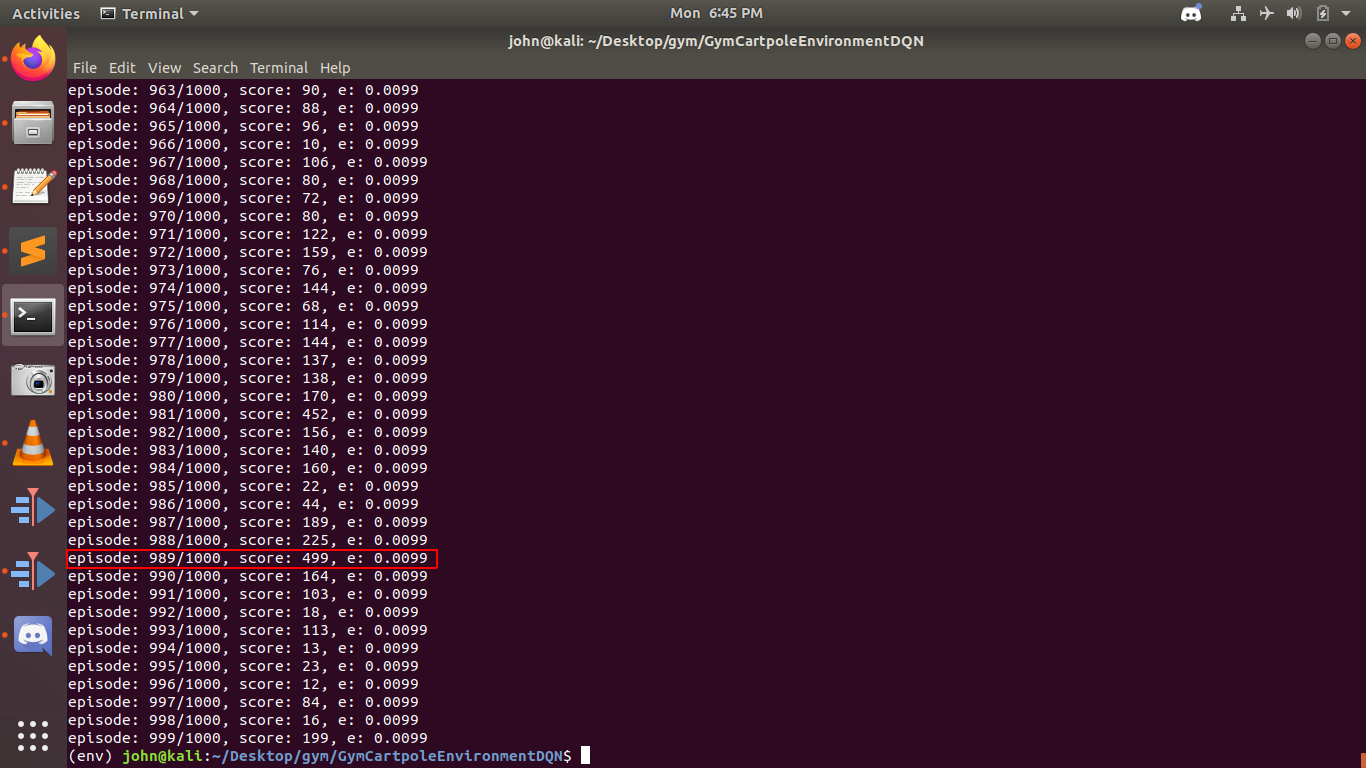 Activities Terminal Mon 6:45 PM
john@kali: ~/Desktop/gym/GymCartpoleEnvironmentDQN
File Edit View Search Terminal Help
episode: 963/1000, score: 90, e: 0.0099
episode: 964/1000, score: 88, e: 0.0099
episode: 965/1000, score: 96, e: 0.0099
episode: 966/1000, score: 10, e: 0.0099
episode: 967/1000, score: 106, e: 0.0099
episode: 968/1000, score: 80, e: 0.0099
episode: 969/1000, score: 72, e: 0.0099
episode: 970/1000, score: 80, e: 0.0099
episode: 971/1000, score: 122, e: 0.0099
episode: 972/1000, score: 159, e: 0.0099
episode: 973/1000, score: 76, e: 0.0099
episode: 974/1000, score: 144, e: 0.0099
episode: 975/1000, score: 68, e: 0.0099
episode: 976/1000, score: 114, e: 0.0099
episode: 977/1000, score: 144, e: 0.0099
episode: 978/1000, score: 137, e: 0.0099
episode: 979/1000, score: 138, e: 0.0099
episode: 980/1000, score: 170, e: 0.0099
episode: 981/1000, score: 452, e: 0.0099
episode: 982/1000, score: 156, e: 0.0099
episode: 983/1000, score: 140, e: 0.0099
episode: 984/1000, score: 160, e: 0.0099
episode: 985/1000, score: 22, e: 0.0099
episode: 986/1000, score: 44, e: 0.0099
episode: 987/1000, score: 189, e: 0.0099
episode: 988/1000, score: 225, e: 0.0099
episode: 989/1000, score: 499, e: 0.0099
episode: 990/1000, score: 164, e: 0.0099
episode: 991/1000, score: 103, e: 0.0099
episode: 992/1000, score: 18, e: 0.0099
episode: 993/1000, score: 113, e: 0.0099
episode: 994/1000, score: 13, e: 0.0099
episode: 995/1000, score: 23, e: 0.0099
episode: 996/1000, score: 12, e: 0.0099
episode: 997/1000, score: 84, e: 0.0099
episode: 998/1000, score: 16, e: 0.0099
episode: 999/1000, score: 199, e: 0.0099
(env) john@kali:~/Desktop/gym/GymCartpoleEnvironmentDQN$